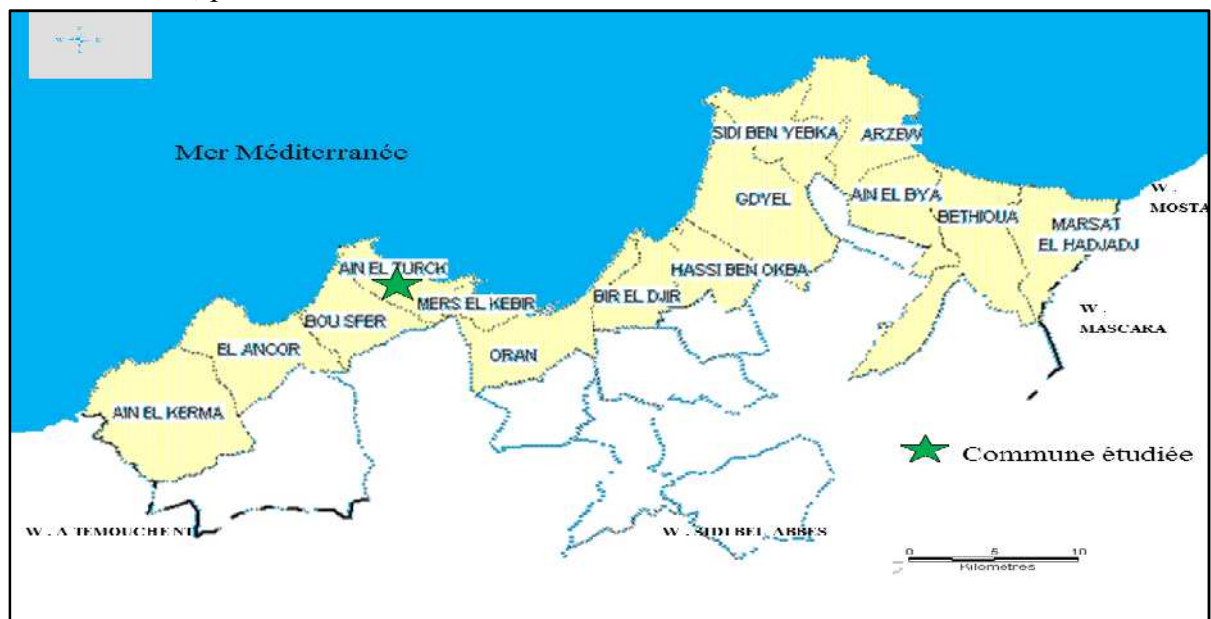 Mer Méditerranée
SIDI BEN YEBKA
ARZEW
GDYEL
AIN EL BYA
BETHIOUA
MARSAT
EL HADJADJ
W .
MOSTA
AIN EL TURCK
MERS EL KEBIR
BIR EL DJIR
HASSI BEN OKBA
BOU SFER
EL ANCOR
ORAN
W .
MASCARA
AIN EL KERMA
Commune étudiée
W . A TEMOUCHENT
W . SIDI BEL ABBES
0 5 10
Kilomètres